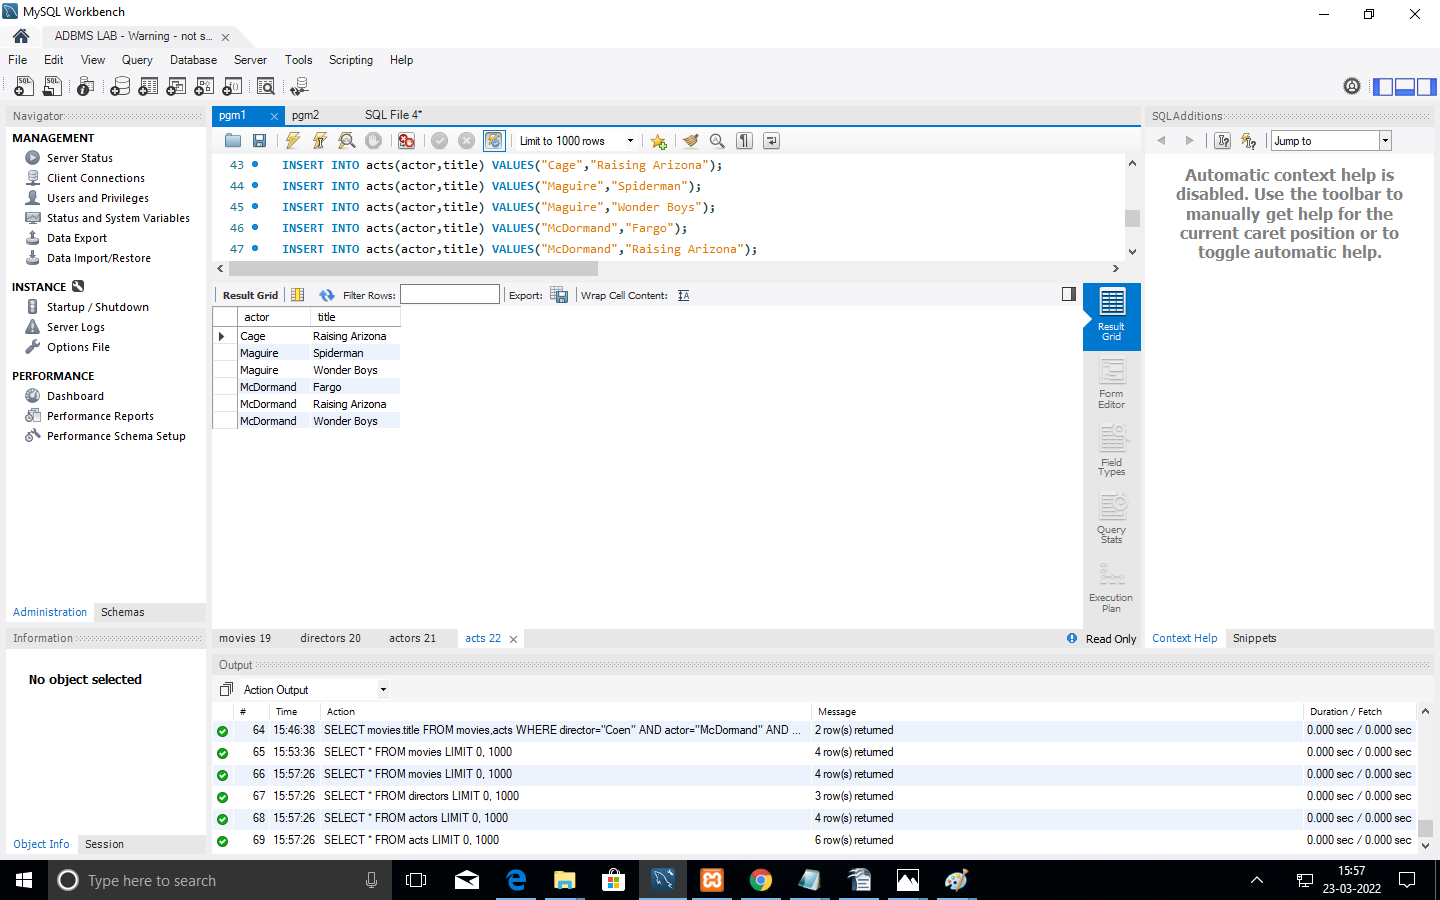 MySQL Workbench
ADBMS LAB - Warning - not s...
File Edit View Query Database Server Tools Scripting Help
Navigator
MANAGEMENT
Server Status
Client Connections
Users and Privileges
Status and System Variables
Data Export
Data Import/Restore
INSTANCE
Startup / Shutdown
Server Logs
Options File
PERFORMANCE
Dashboard
Performance Reports
Performance Schema Setup
Administration Schemas
Information
No object selected
Object Info Session
pgm1 pgm2 SQL File 4*
Limit to 1000 rows
43 INSERT INTO acts(actor,title) VALUES("Cage","Raising Arizona");
44 INSERT INTO acts(actor,title) VALUES("Maguire","Spiderman");
45 INSERT INTO acts(actor,title) VALUES("Maguire","Wonder Boys");
46 INSERT INTO acts(actor,title) VALUES("McDormand","Fargo");
47 INSERT INTO acts(actor,title) VALUES("McDormand","Raising Arizona");
Result Grid Filter Rows: Export: Wrap Cell Content:
actor title
Cage Raising Arizona
Maguire Spiderman
Maguire Wonder Boys
McDormand Fargo
McDormand Raising Arizona
McDormand Wonder Boys
Result
Grid
Form
Editor
Field
Types
Query
Stats
Execution
Plan
movies 19 directors 20 actors 21 acts 22 Read Only
SQLAdditions
Jump to
Automatic context help is
disabled. Use the toolbar to
manually get help for the
current caret position or to
toggle automatic help.
Context Help Snippets
Output
Action Output
# Time Action Message Duration / Fetch
64 15:46:38 SELECT movies.title FROM movies,acts WHERE director="Coen" AND actor="McDormand" AND ... 2 row(s) returned 0.000 sec / 0.000 sec
65 15:53:36 SELECT * FROM movies LIMIT 0, 1000 4 row(s) returned 0.000 sec / 0.000 sec
66 15:57:26 SELECT * FROM movies LIMIT 0, 1000 4 row(s) returned 0.000 sec / 0.000 sec
67 15:57:26 SELECT * FROM directors LIMIT 0, 1000 3 row(s) returned 0.000 sec / 0.000 sec
68 15:57:26 SELECT * FROM actors LIMIT 0, 1000 4 row(s) returned 0.000 sec / 0.000 sec
69 15:57:26 SELECT * FROM acts LIMIT 0, 1000 6 row(s) returned 0.000 sec / 0.000 sec
Type here to search
15:57
23-03-2022